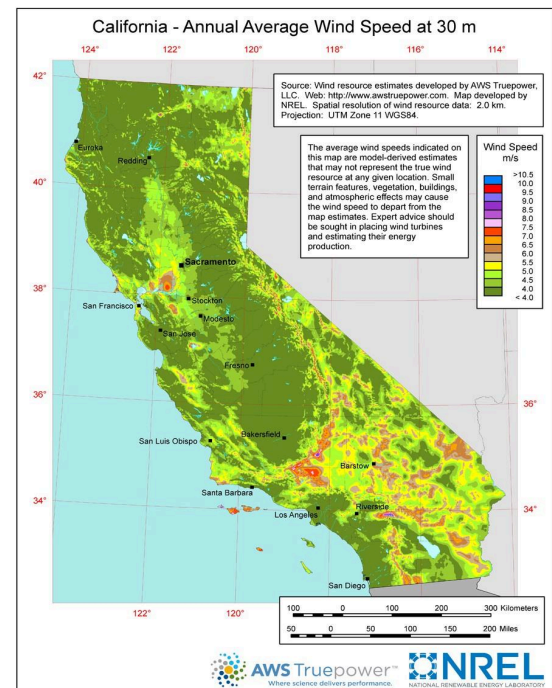 California - Annual Average Wind Speed at 30 m
124° 122° 120° 118° 116° 114°
42°
40°
38°
36°
34°
36°
34°
122° 120°
Source: Wind resource estimates developed by AWS Truepower,
LLC. Web: http://www.awstruepower.com. Map developed by
NREL. Spatial resolution of wind resource data: 2.0 km.
Projection: UTM Zone 11 WGS84.
The average wind speeds indicated on
this map are model-derived estimates
that may not represent the true wind
resource at any given location. Small
terrain features, vegetation, buildings,
and atmospheric effects may cause
the wind speed to depart from the
map estimates. Expert advice should
be sought in placing wind turbines
and estimating their energy
production.
Wind Speed
m/s
>10.5
10.0
9.5
9.0
8.5
8.0
7.5
7.0
6.5
6.0
5.5
5.0
4.5
4.0
< 4.0
Eureka
Redding
Sacramento
Stockton
San Francisco
Modesto
San Jose
Fresno
Bakersfield
San Luis Obispo
Barstow
Santa Barbara
Los Angeles
Riverside
San Diego
100 0 100 200 300 Kilometers
50 0 50 100 150 200 Miles
AWS Truepower™
Where science delivers performance.
NREL
NATIONAL RENEWABLE ENERGY LABORATORY